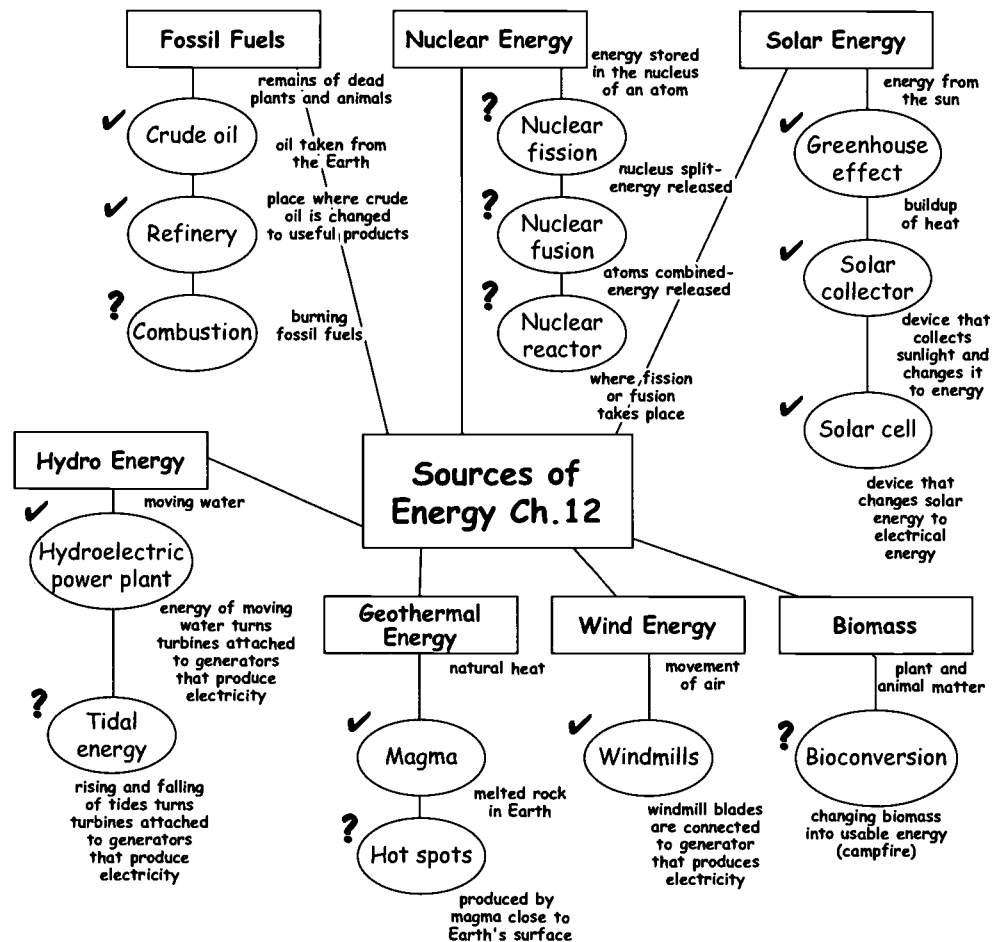 Fossil Fuels
remains of dead
plants and animals
✓
Crude oil
oil taken from
the Earth
✓
Refinery
place where crude
oil is changed
to useful products
?
Combustion
burning
fossil fuels
Nuclear Energy
energy stored
in the nucleus
of an atom
?
Nuclear
fission
nucleus split-
energy released
?
Nuclear
fusion
atoms combined-
energy released
?
Nuclear
reactor
where fission
or fusion
takes place
Solar Energy
energy from
the sun
✓
Greenhouse
effect
buildup
of heat
✓
Solar
collector
device that
collects
sunlight and
changes it
to energy
✓
Solar cell
device that
changes solar
energy to
electrical
energy
Sources of
Energy Ch.12
Hydro Energy
moving water
✓
Hydroelectric
power plant
energy of moving
water turns
turbines attached
to generators
that produce
electricity
?
Tidal
energy
rising and falling
of tides turns
turbines attached
to generators
that produce
electricity
Geothermal
Energy
natural heat
✓
Magma
melted rock
in Earth
?
Hot spots
produced by
magma close to
Earth's surface
Wind Energy
movement
of air
✓
Windmills
windmill blades
are connected
to generator
that produces
electricity
Biomass
plant and
animal matter
?
Bioconversion
changing biomass
into usable energy
(campfire)